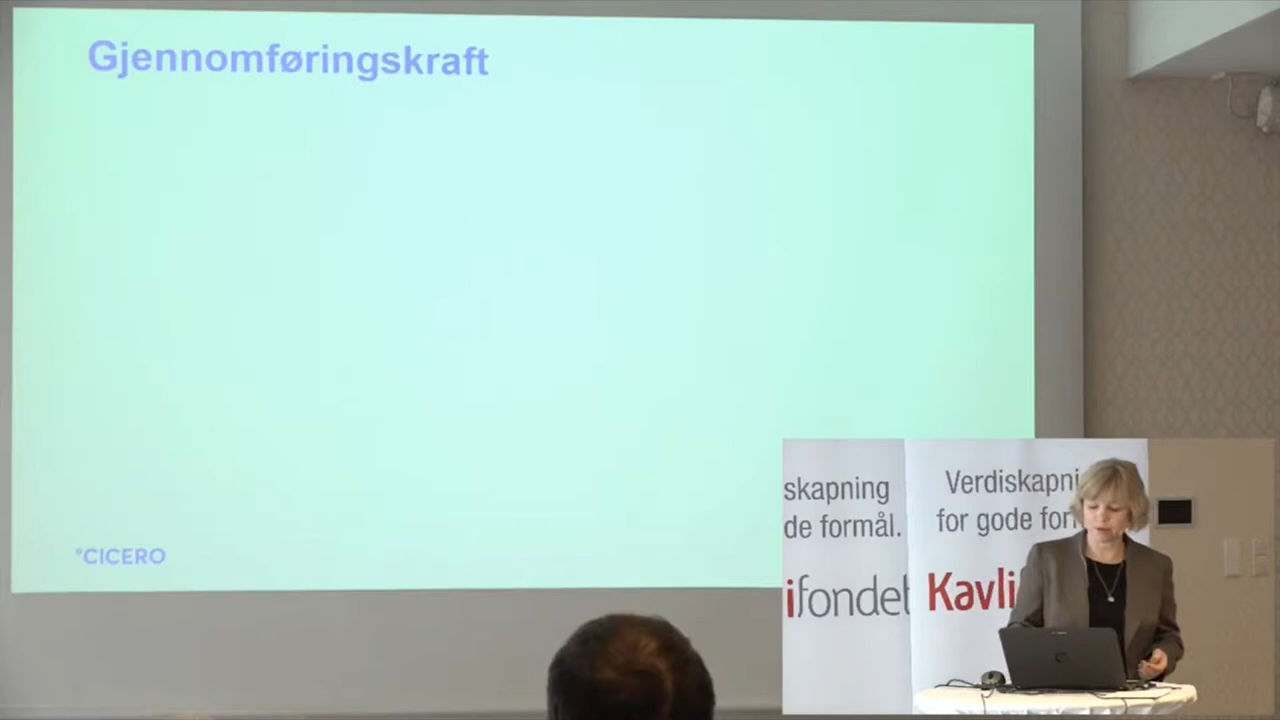 Gjennomføringskraft
°CICERO
skapning
de formål.
ifondet
Verdiskapni
for gode for
Kavli